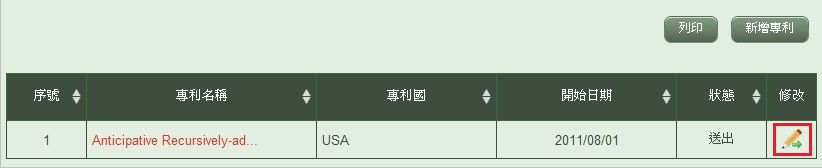 列印 新增專利
序號 專利名稱 專利國 開始日期 狀態 修改
1 Anticipative Recursively-ad... USA 2011/08/01 送出